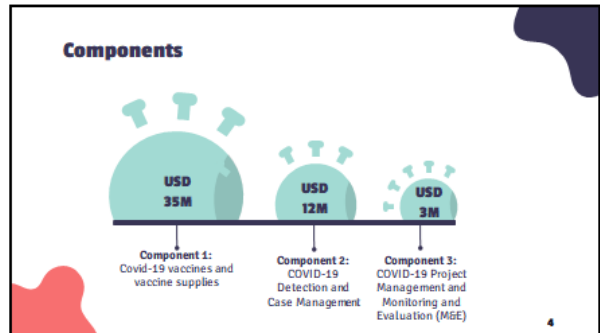 Components
USD
35M
USD
12M
USD
3M
Component 1:
Covid-19 vaccines and
vaccine supplies
Component 2:
COVID-19
Detection and
Case Management
Component 3:
COVID-19 Project
Management and
Monitoring and
Evaluation (M&E)
4